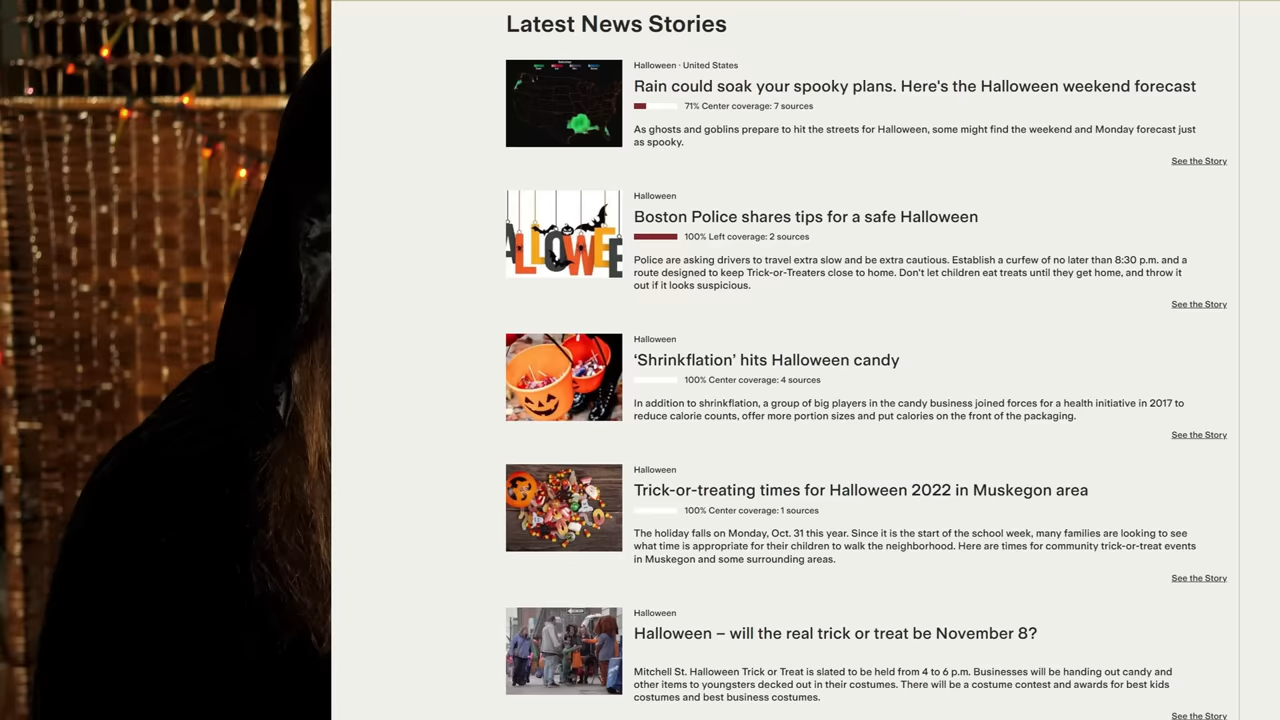 Latest News Stories
Halloween · United States
Rain could soak your spooky plans. Here's the Halloween weekend forecast
71% Center coverage: 7 sources
As ghosts and goblins prepare to hit the streets for Halloween, some might find the weekend and Monday forecast just
as spooky.
See the Story
Halloween
Boston Police shares tips for a safe Halloween
100% Left coverage: 2 sources
Police are asking drivers to travel extra slow and be extra cautious. Establish a curfew of no later than 8:30 p.m. and a
route designed to keep Trick-or-Treaters close to home. Don't let children eat treats until they get home, and throw it
out if it looks suspicious.
See the Story
ALLOWEE
Halloween
‘Shrinkflation’ hits Halloween candy
100% Center coverage: 4 sources
In addition to shrinkflation, a group of big players in the candy business joined forces for a health initiative in 2017 to
reduce calorie counts, offer more portion sizes and put calories on the front of the packaging.
See the Story
Halloween
Trick-or-treating times for Halloween 2022 in Muskegon area
100% Center coverage: 1 sources
The holiday falls on Monday, Oct. 31 this year. Since it is the start of the school week, many families are looking to see
what time is appropriate for their children to walk the neighborhood. Here are times for community trick-or-treat events
in Muskegon and some surrounding areas.
See the Story
Halloween
Halloween – will the real trick or treat be November 8?
Mitchell St. Halloween Trick or Treat is slated to be held from 4 to 6 p.m. Businesses will be handing out candy and
other items to youngsters decked out in their costumes. There will be a costume contest and awards for best kids
costumes and best business costumes.
See the Story